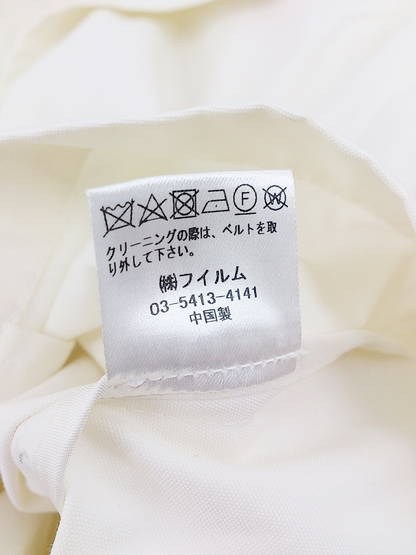 F W
クリーニングの際は、ベルトを取
り外して下さい。
㈱フイルム
03-5413-4141
中国製